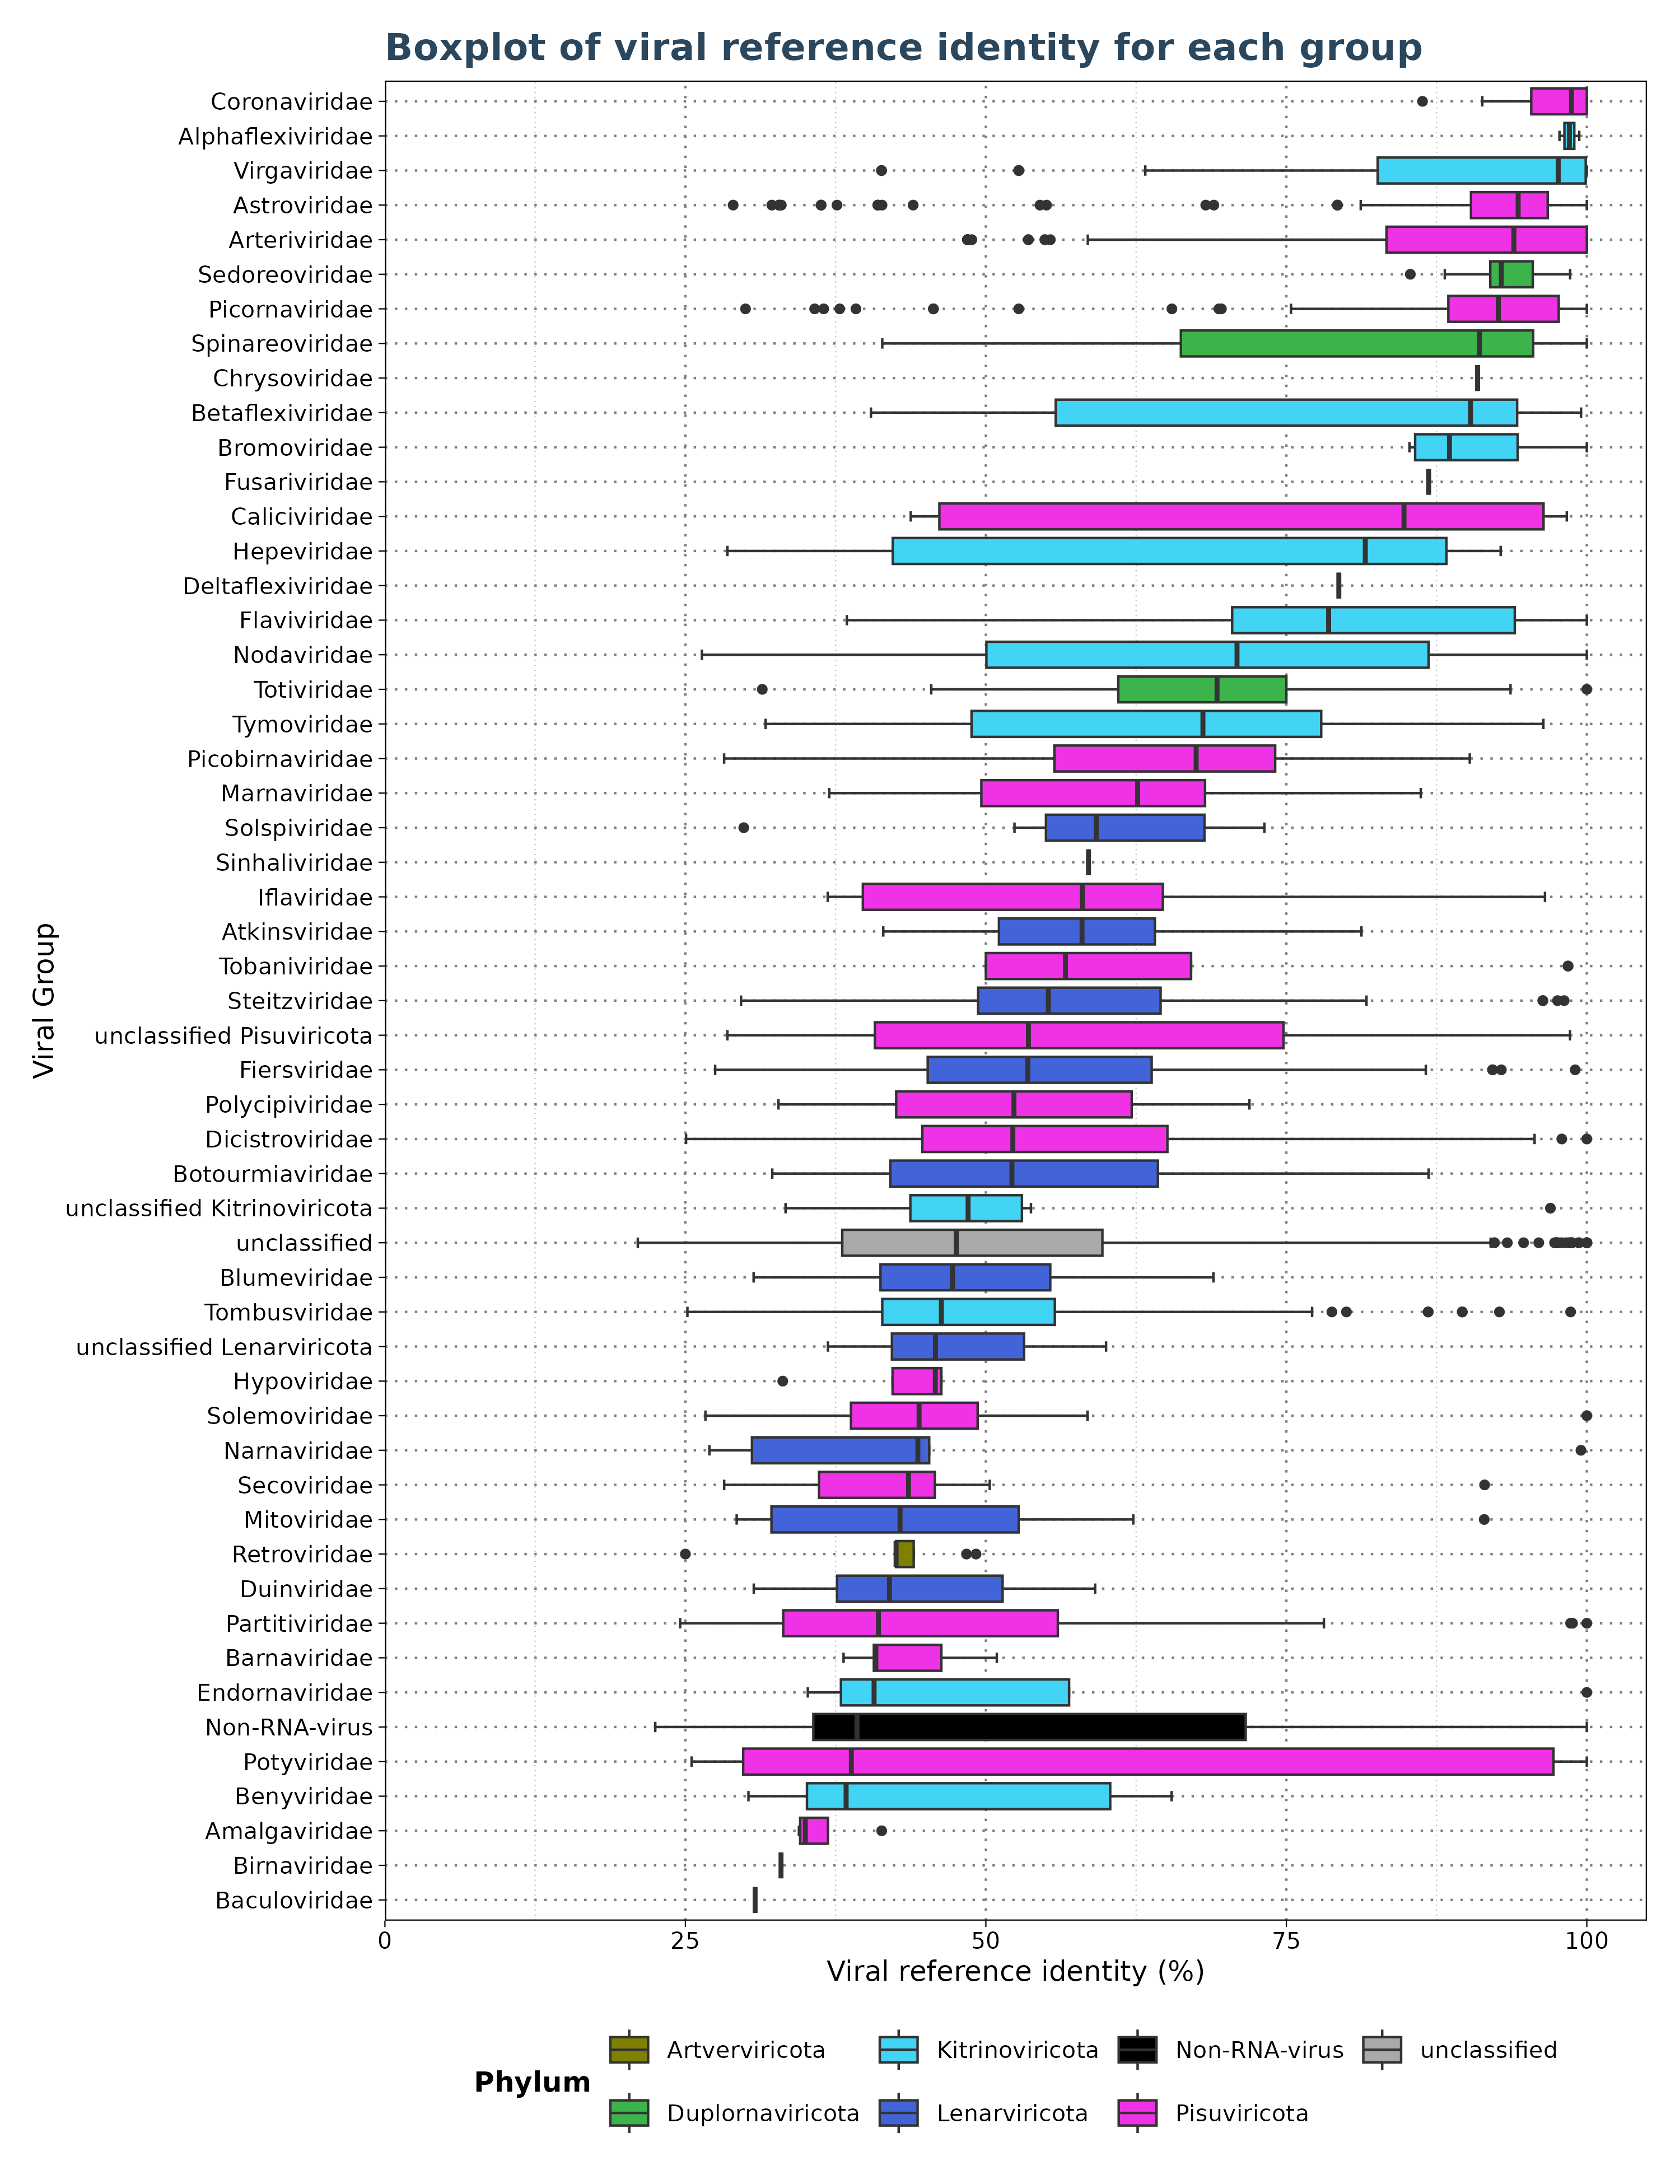 Boxplot of viral reference identity for each group
Coronaviridae
Alphaflexiviridae
Virgaviridae
Astroviridae
Arteriviridae
Sedoreoviridae
Picornaviridae
Spinareoviridae
Chrysoviridae
Betaflexiviridae
Bromoviridae
Fusariviridae
Caliciviridae
Hepeviridae
Deltaflexiviridae
Flaviviridae
Nodaviridae
Totiviridae
Tymoviridae
Picobirnaviridae
Marnaviridae
Solspiviridae
Sinhaliviridae
Iflaviridae
Atkinsviridae
Tobaniviridae
Steitzviridae
unclassified Pisuviricota
Fiersviridae
Polycipiviridae
Dicistroviridae
Botourmiaviridae
unclassified Kitrinoviricota
unclassified
Blumeviridae
Tombusviridae
unclassified Lenarviricota
Hypoviridae
Solemoviridae
Narnaviridae
Secoviridae
Mitoviridae
Retroviridae
Duinviridae
Partitiviridae
Barnaviridae
Endornaviridae
Non-RNA-virus
Potyviridae
Benyviridae
Amalgaviridae
Birnaviridae
Baculoviridae
Viral Group
0 25 50 75 100
Viral reference identity (%)
Phylum
Artverviricota Kitrinoviricota Non-RNA-virus unclassified
Duplornaviricota Lenarviricota Pisuviricota